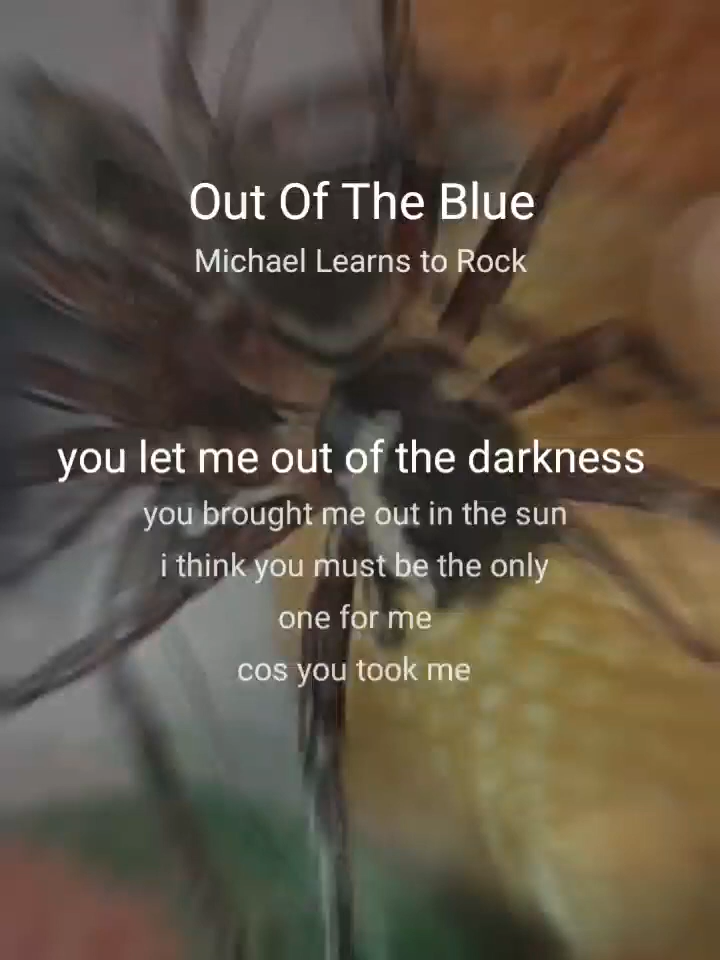 Out Of The Blue
Michael Learns to Rock
you let me out of the darkness
you brought me out in the sun
i think you must be the only
one for me
cos you took me